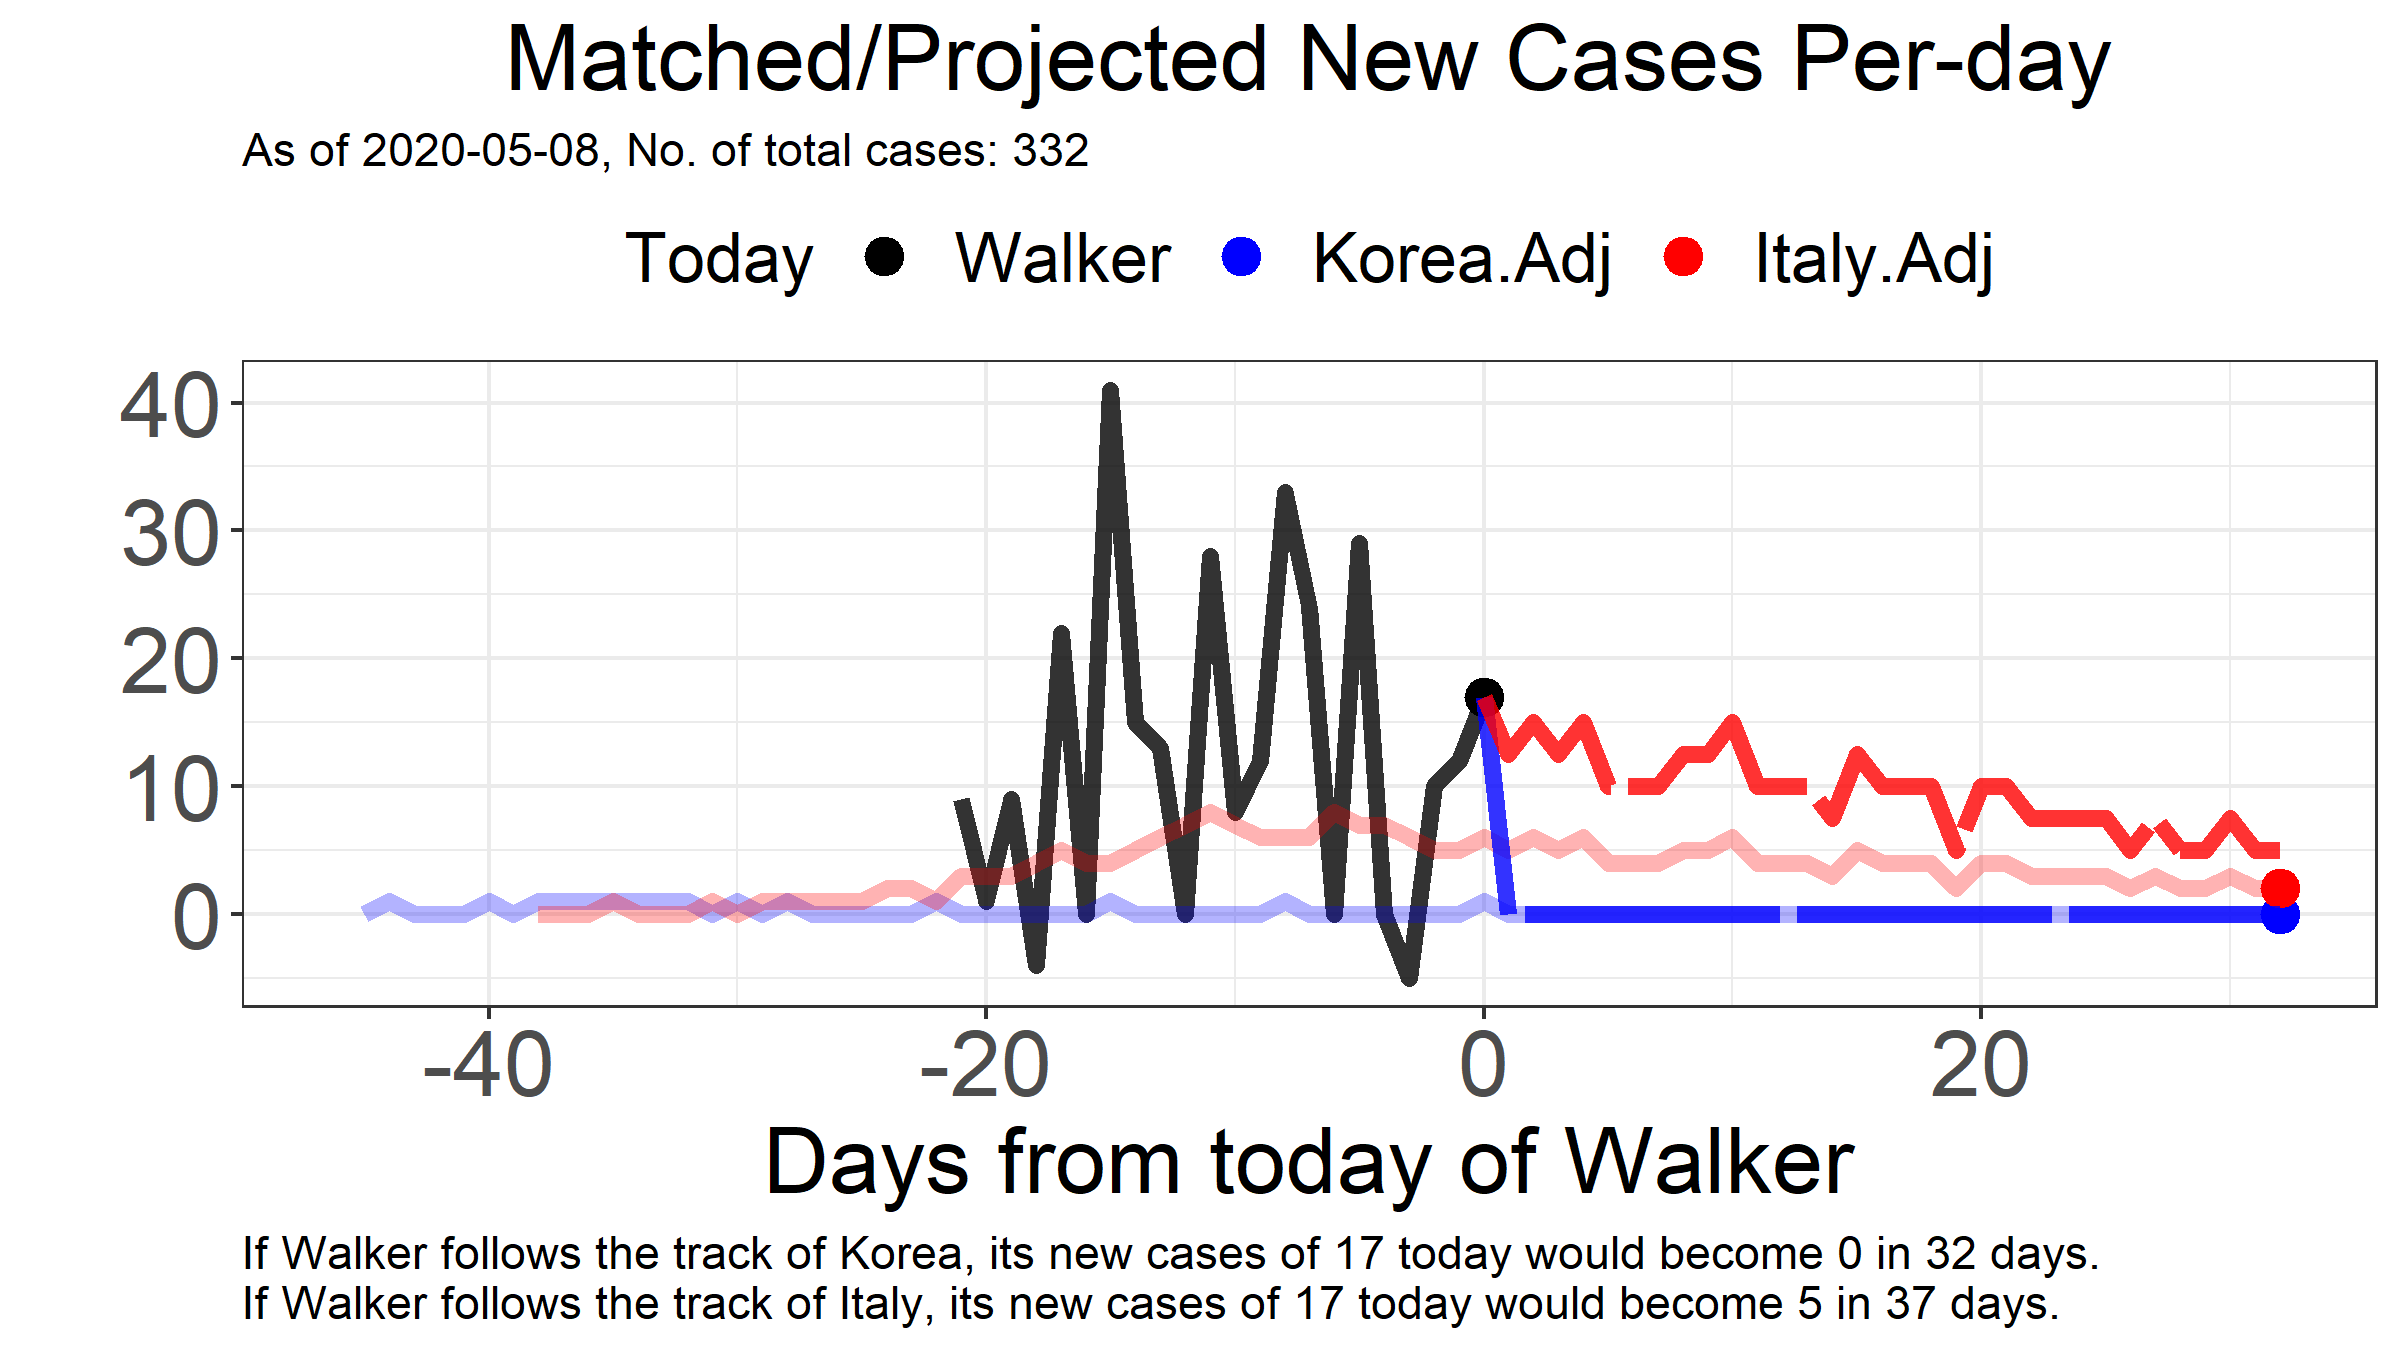 Matched/Projected New Cases Per-day
As of 2020-05-08, No. of total cases: 332
Today Walker Korea.Adj Italy.Adj
40
30
20
10
0
-40 -20 0 20
Days from today of Walker
If Walker follows the track of Korea, its new cases of 17 today would become 0 in 32 days.
If Walker follows the track of Italy, its new cases of 17 today would become 5 in 37 days.